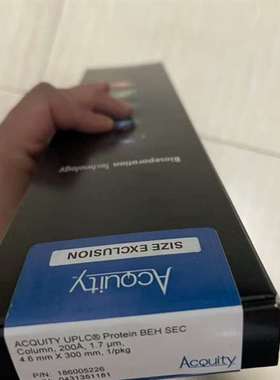 Bioseparation Technology
SIZE EXCLUSION
Acquity
ACQUITY UPLC® Protein BEH SEC
Column, 200Å, 1.7 µm,
4.6 mm X 300 mm, 1/pkg
P/N: 186005226
0431351181
Acquity